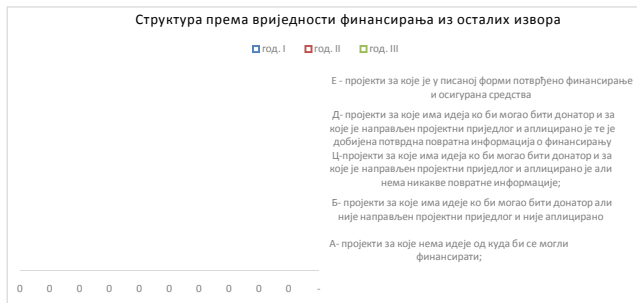 Структура према вриједности финансирања из осталих извора
год. I год. II год. III
Е - пројекти за које је у писаној форми потврђено финансирање
и осигурана средства
Д- пројекти за које има идеја ко би могао бити донатор и за
које је направљен пројектни приједлог и аплицирано је те је
добијена потврдна повратна информација о финансирању
Ц-пројекти за које има идеја ко би могао бити донатор и за
које је направљен пројектни приједлог и аплицирано је али
нема никакве повратне информације;
Б- пројекти за које има идеје ко би могао бити донатор али
није направљен пројектни приједлог и није аплицирано
А- пројекти за које нема идеје од куда би се могли
финансирати;
0 0 0 0 0 0 0 0 0 0 -